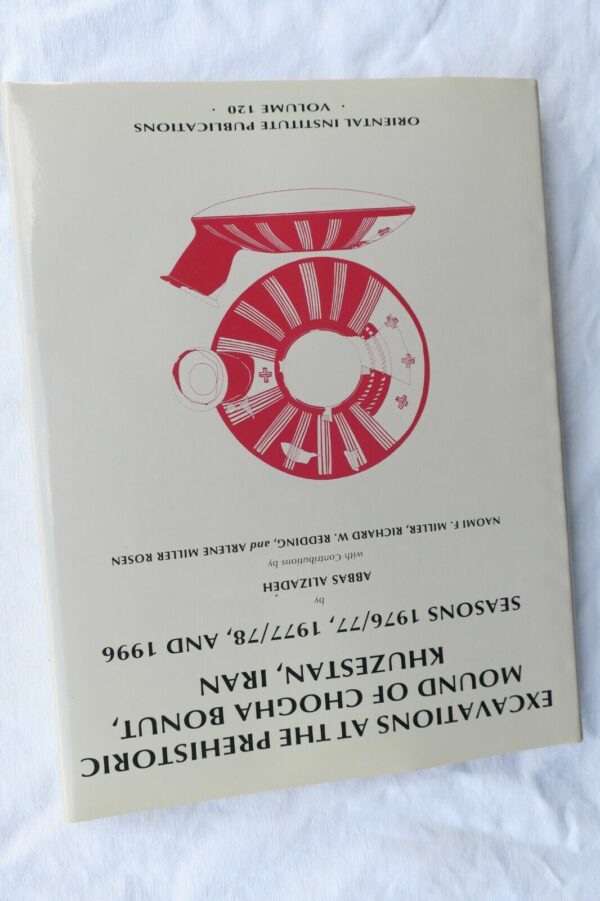 EXCAVATIONS AT THE PREHISTORIC
MOUND OF CHOGHA BONUT,
KHUZESTAN, IRAN
SEASONS 1976/77, 1977/78, AND 1996
by
ABBAS ALIZADEH
with Contributions by
NAOMI F. MILLER, RICHARD W. REDDING, and ARLENE MILLER ROSEN
ORIENTAL INSTITUTE PUBLICATIONS
· VOLUME 120 ·